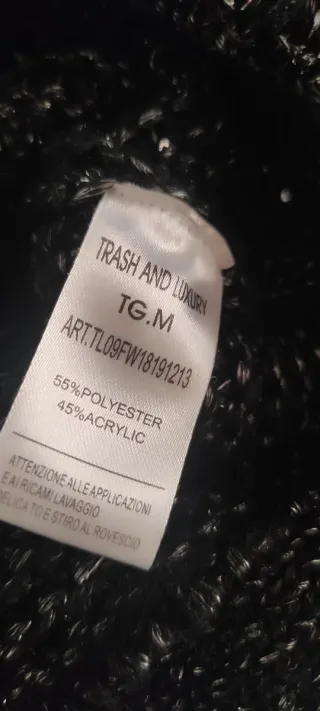 TRASH AND LUXURY
TG.M
ART.TL09FW18191213
55%POLYESTER
45%ACRYLIC
ATTENZIONE ALLE APPLICAZIONI
E AI RICAMI LAVAGGIO
DELICATO E STIRO AL ROVESCIO